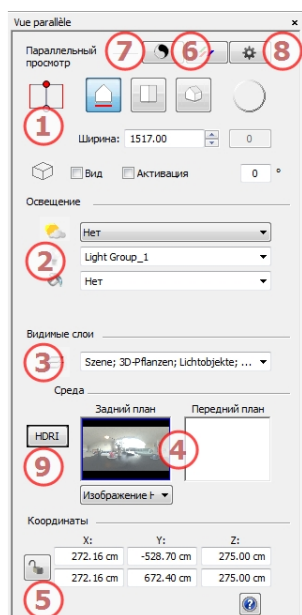 Vue parallèle x
Параллельный просмотр
7 6 8
1
Ширина: 1517.00 0
Вид Активация 0 °
Освещение
Нет
2 Light Group_1
Нет
Видимые слои
3 Szene; 3D-Pflanzen; Lichtobjekte; ...
Среда
Задний план Передний план
HDRI
4
9
Изображение
Координаты
X: Y: Z:
272.16 cm -528.70 cm 275.00 cm
272.16 cm 672.40 cm 275.00 cm
5 ?